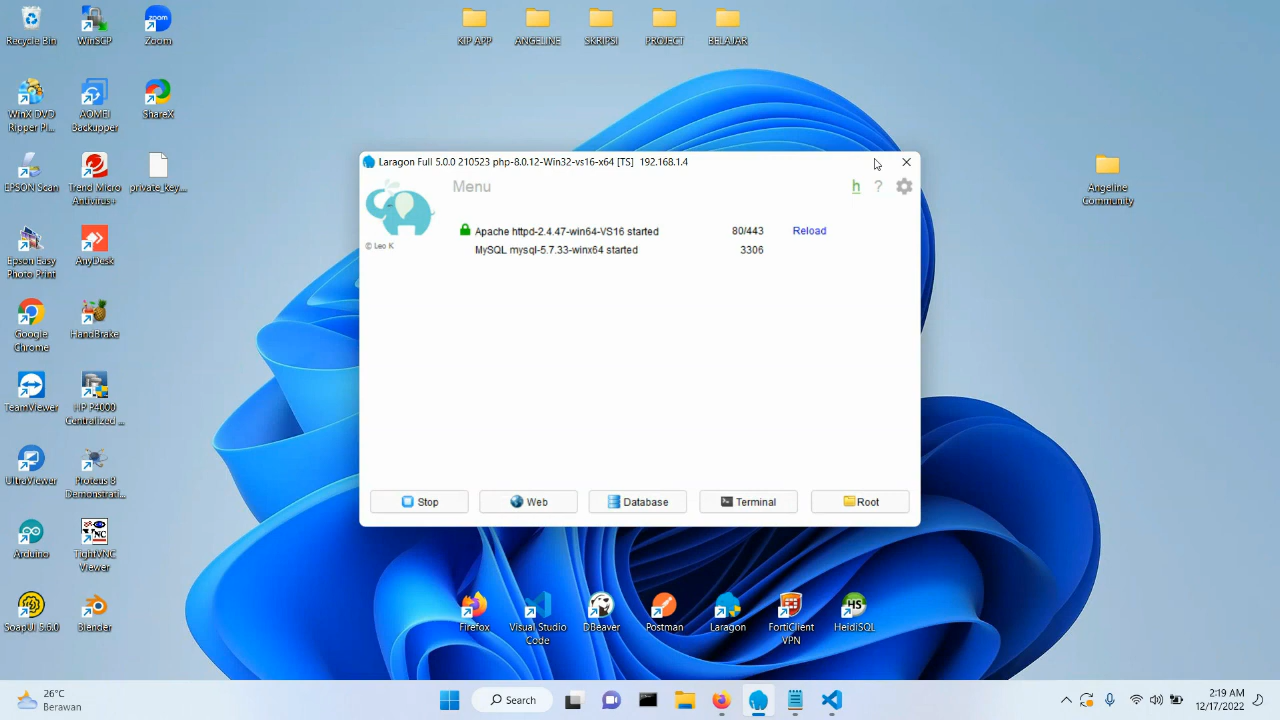 Recycle Bin
WinSCP
Zoom
KIP APP
ANGELINE
SKRIPSI
PROJECT
BELAJAR
WinX DVD
Ripper Pl...
AOMEI
Backupper
ShareX
EPSON Scan
Trend Micro
Antivirus+
private_key...
Angeline
Community
Epson Easy
Photo Print
AnyDesk
Google
Chrome
HandBrake
TeamViewer
HP P4000
Centralized ...
UltraViewer
Proteus 8
Demonstrati...
Arduino
TightVNC
Viewer
SoapUI 5.6.0
Blender
Laragon Full 5.0.0 210523 php-8.0.12-Win32-vs16-x64 [TS] 192.168.1.4
Menu
h ?
© Leo K
Apache httpd-2.4.47-win64-VS16 started 80/443 Reload
MySQL mysql-5.7.33-winx64 started 3306
Stop
Web
Database
Terminal
Root
Firefox
Visual Studio
Code
DBeaver
Postman
Laragon
FortiClient
VPN
HS
HeidiSQL
zoom
26°C
Berawan
Search
2:19 AM
12/17/2022